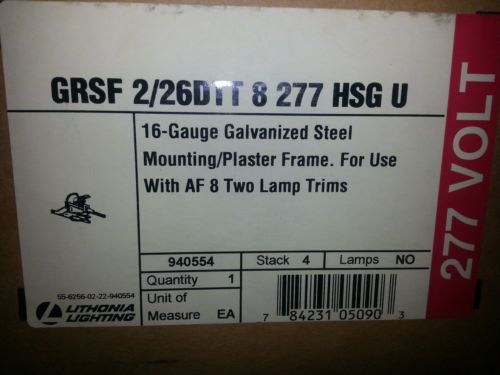 GRSF 2/26DTT 8 277 HSG U
16-Gauge Galvanized Steel
Mounting/Plaster Frame. For Use
With AF 8 Two Lamp Trims
277 VOLT
940554
Stack 4
Lamps NO
Quantity 1
Unit of
Measure EA
55-6256-02-22-940554
LITHONIA
LIGHTING
7 84231 05090 3